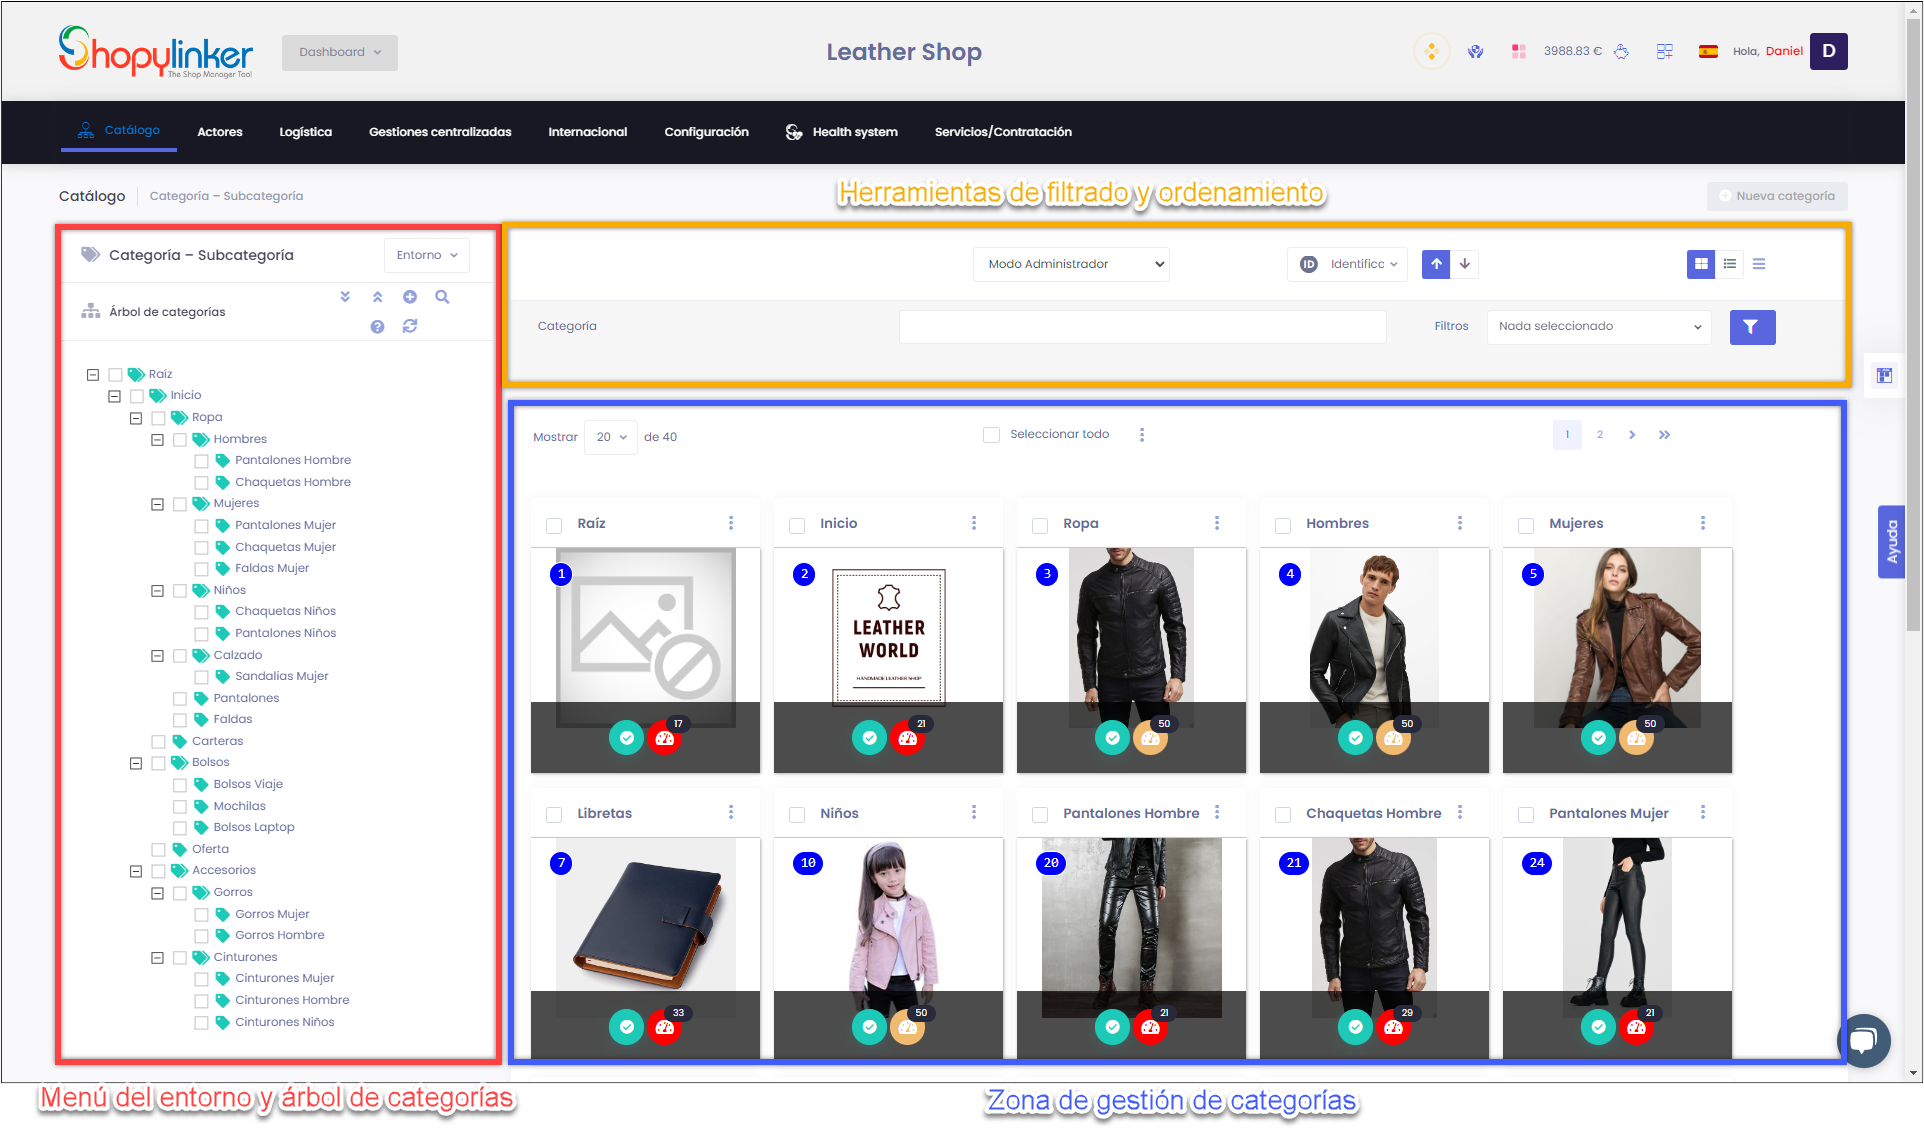 Shopylinker
The Shop Manager Tool
Dashboard
Leather Shop
3988.83 €
Hola, Daniel
D
Catálogo
Actores
Logística
Gestiones centralizadas
Internacional
Configuración
Health system
Servicios/Contratación
Catálogo
Categoría – Subcategoría
Herramientas de filtrado y ordenamiento
Nueva categoría
Categoría – Subcategoría
Entorno
Árbol de categorías
Raíz
Inicio
Ropa
Hombres
Pantalones Hombre
Chaquetas Hombre
Mujeres
Pantalones Mujer
Chaquetas Mujer
Faldas Mujer
Niños
Chaquetas Niños
Pantalones Niños
Calzado
Sandalias Mujer
Pantalones
Faldas
Carteras
Bolsos
Bolsos Viaje
Mochilas
Bolsos Laptop
Oferta
Accesorios
Gorros
Gorros Mujer
Gorros Hombre
Cinturones
Cinturones Mujer
Cinturones Hombre
Cinturones Niños
Menú del entorno y árbol de categorías
Modo Administrador
ID Identific
Categoría
Filtros
Nada seleccionado
Mostrar 20 de 40
Seleccionar todo
1 2
Raíz
1
17
Inicio
2
LEATHER
WORLD
HANDMADE LEATHER SHOP
21
Ropa
3
50
Hombres
4
50
Mujeres
5
50
Libretas
7
33
Niños
10
50
Pantalones Hombre
20
21
Chaquetas Hombre
21
29
Pantalones Mujer
24
21
Ayuda
Zona de gestión de categorías